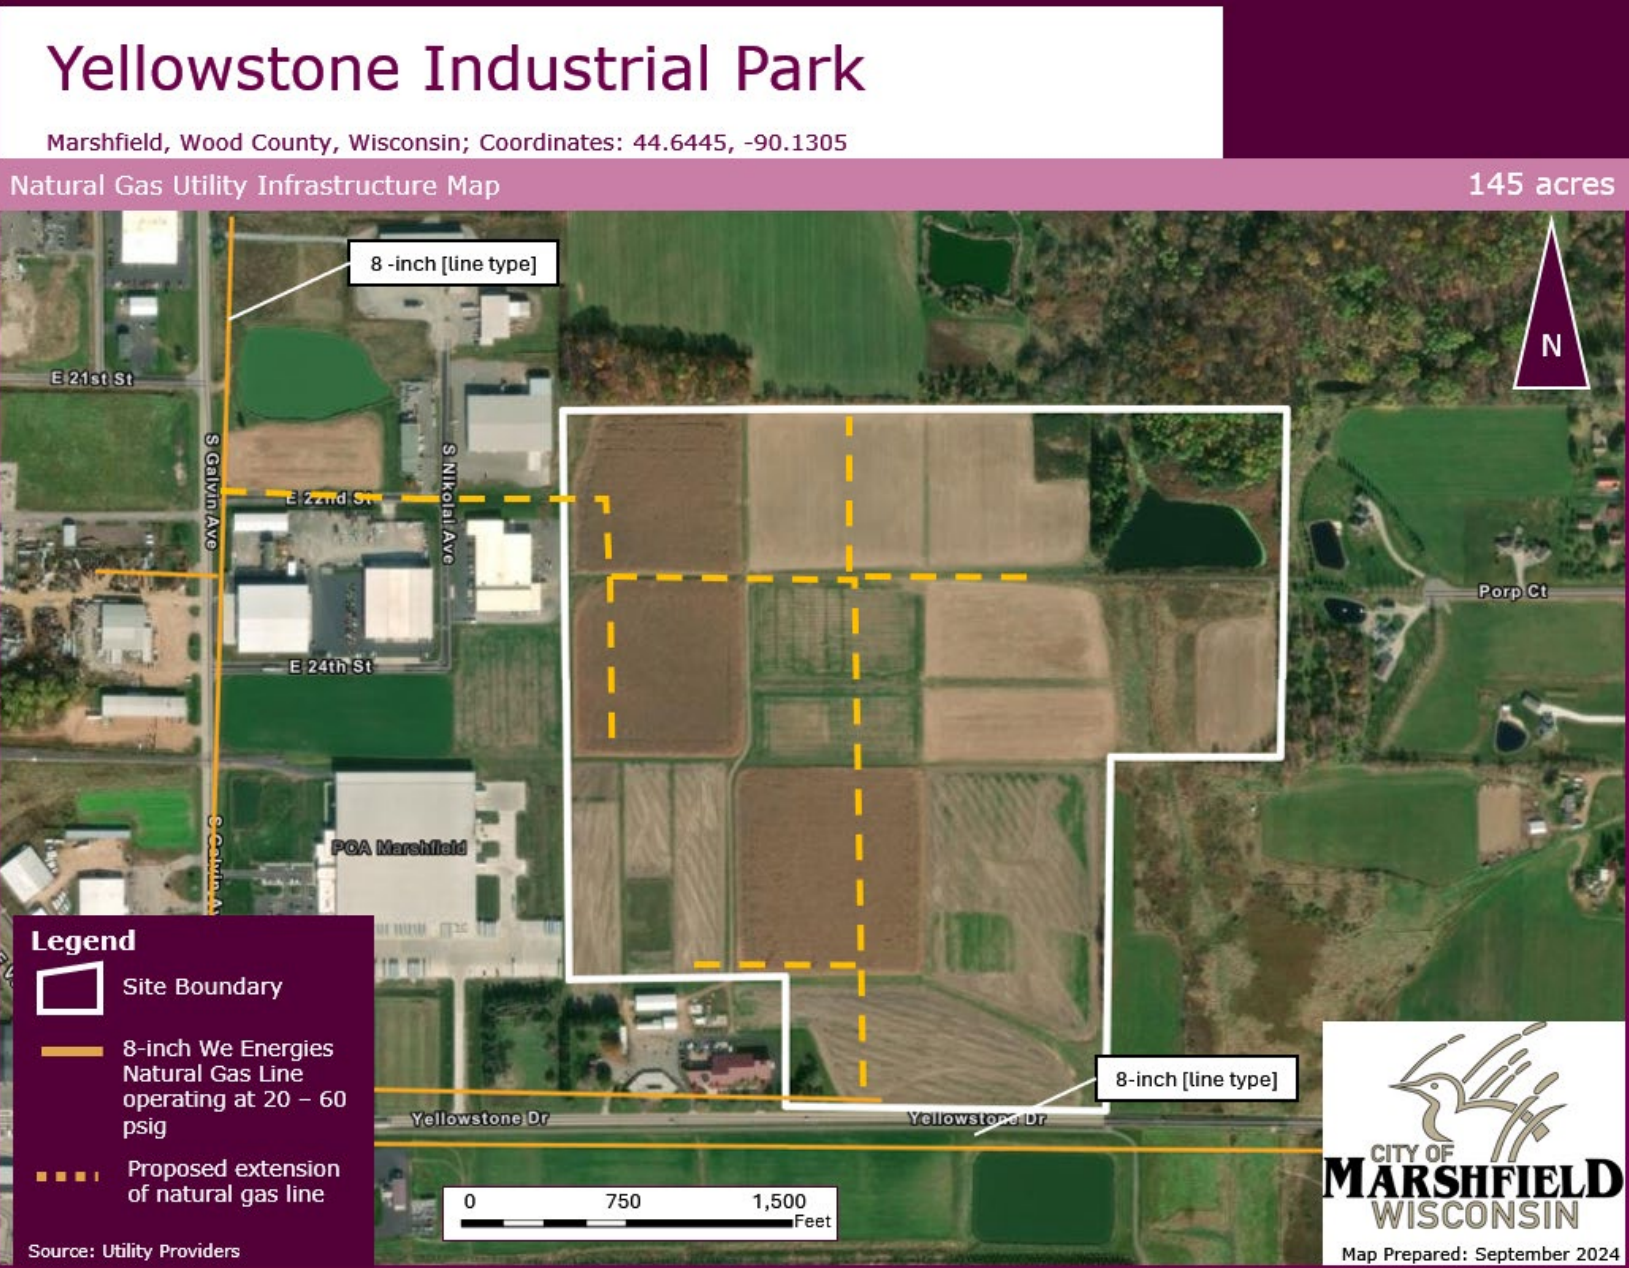 Yellowstone Industrial Park
Marshfield, Wood County, Wisconsin; Coordinates: 44.6445, -90.1305
Natural Gas Utility Infrastructure Map
145 acres
8 -inch [line type]
N
E 21st St
S Galvin Ave
S Nikolai Ave
E 22nd St
Porp Ct
E 24th St
S Galvin Av
POA Marshfield
Legend
Site Boundary
8-inch We Energies
Natural Gas Line
operating at 20 – 60
psig
Proposed extension
of natural gas line
Source: Utility Providers
8-inch [line type]
Yellowstone Dr
Yellowstone Dr
0 750 1,500
Feet
CITY OF
MARSHFIELD
WISCONSIN
Map Prepared: September 2024